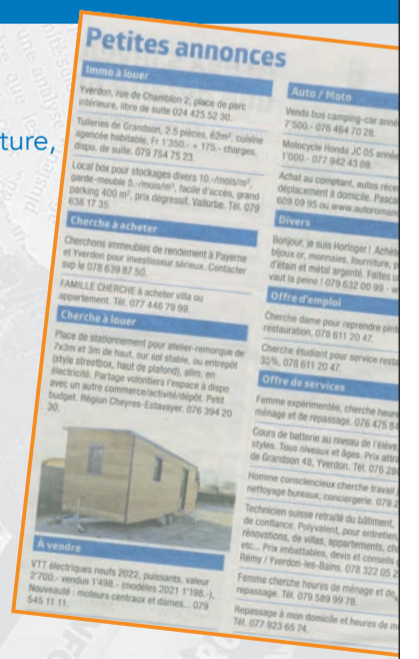 ture,
Petites annonces
Immo à louer
Yverdon, rue de Chamblon 2, place de parc
intérieure, libre de suite 024 425 52 30.
Tuileries de Grandson, 2.5 pièces, 62m², cuisine
agencée habitable, Fr 1'350.- + 175.- charges,
dispo. de suite. 079 754 75 23.
Local box pour stockages divers 10.-/mois/m²,
garde-meuble 5.-/mois/m², facile d'accès, grand
parking 400 m², prix dégressif. Vallorbe. Tél. 079
638 17 35.
Cherche à acheter
Cherchons immeubles de rendement à Payerne
et Yverdon pour investisseur sérieux. Contacter
svp le 078 639 87 50.
FAMILLE CHERCHE à acheter villa ou
appartement. Tél. 077 446 79 99.
Cherche à louer
Place de stationnement pour atelier-remorque de
7x3m et 3m de haut, sur sol stable, ou entrepôt
(style streetbox, haut de plafond), alim. en
électricité. Partage volontiers l'espace à dispo
avec un autre commerce/activité/dépôt. Petit
budget. Région Cheyres-Estavayer. 076 394 20
30.
A vendre
VTT électriques neufs 2022, puissants, valeur
2'700.- vendus 1'498.- (modèles 2021 1'198.-).
Nouveauté : moteurs centraux et dames... 079
545 11 11.
Auto / Moto
Vends bus camping-car anné
7'500.- 076 464 70 28.
Motocycle Honda JC 05 année
1'000.- 077 942 43 09.
Achat au comptant, autos réce
déplacement à domicile. Pasca
609 09 95 ou www.automaroman
Divers
Bonjour, je suis Horloger ! Achète
bijoux or, monnaies, fourniture, p
d'étain et métal argenté. Faites l
vaut la peine ! 079 632 00 99 - w
Offre d'emploi
Cherche dame pour reprendre pint
restauration. 078 611 20 47.
Cherche étudiant pour service resta
35%. 078 611 20 47.
Offre de services
Femme expérimentée, cherche heure
ménage et de repassage. 076 475 84
Cours de batterie au niveau de l'élève
styles. Tous niveaux et âges. Prix attra
de Grandson 48, Yverdon. Tél. 076 28
Homme consciencieux cherche travail
nettoyage bureaux, conciergerie. 079 2
Technicien suisse retraité du bâtiment,
de confiance. Polyvalent, pour entretien,
rénovations, de villas, appartements, ch
etc... Prix imbattables, devis et conseils
Rémy / Yverdon-les-Bains. 078 322 05 2
Femme cherche heures de ménage et de
repassage. Tél. 079 589 99 78.
Repassage à mon domicile et heures de m
Tél. 077 923 65 74.